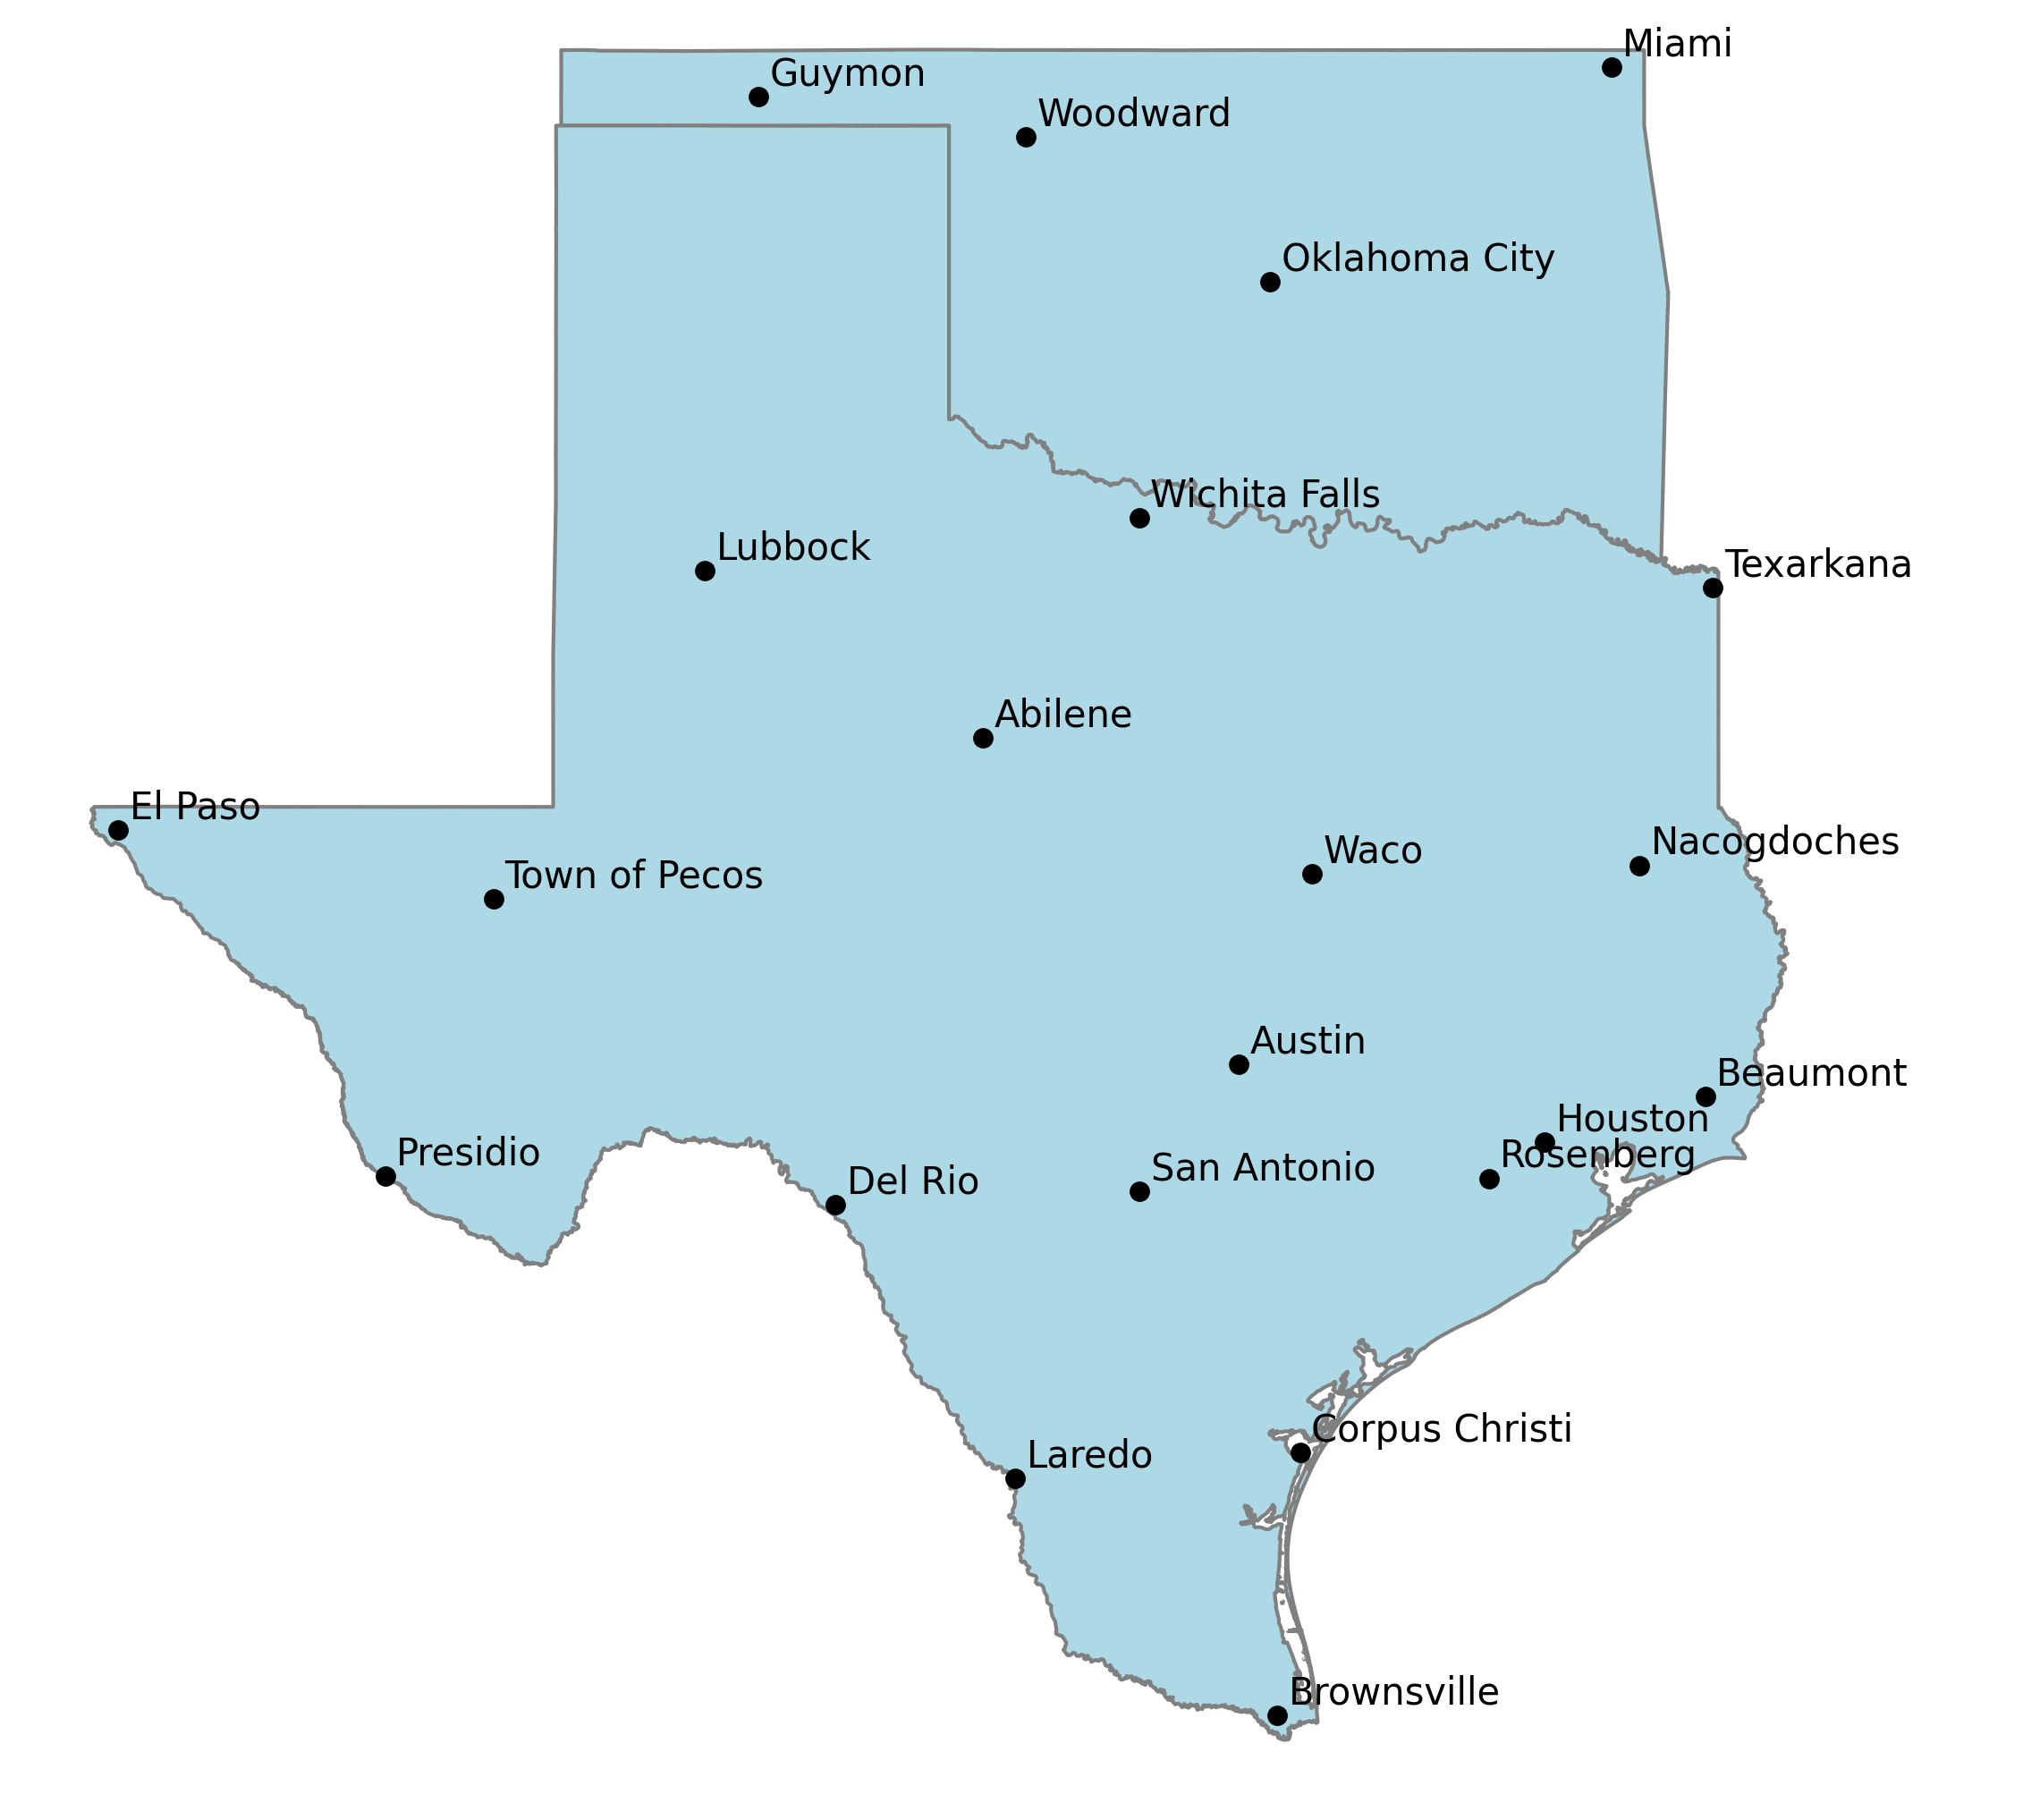 Miami
Guymon
Woodward
Oklahoma City
Wichita Falls
Lubbock
Texarkana
Abilene
El Paso
Nacogdoches
Waco
Town of Pecos
Austin
Beaumont
Houston
Rosenberg
Presidio
San Antonio
Del Rio
Corpus Christi
Laredo
Brownsville